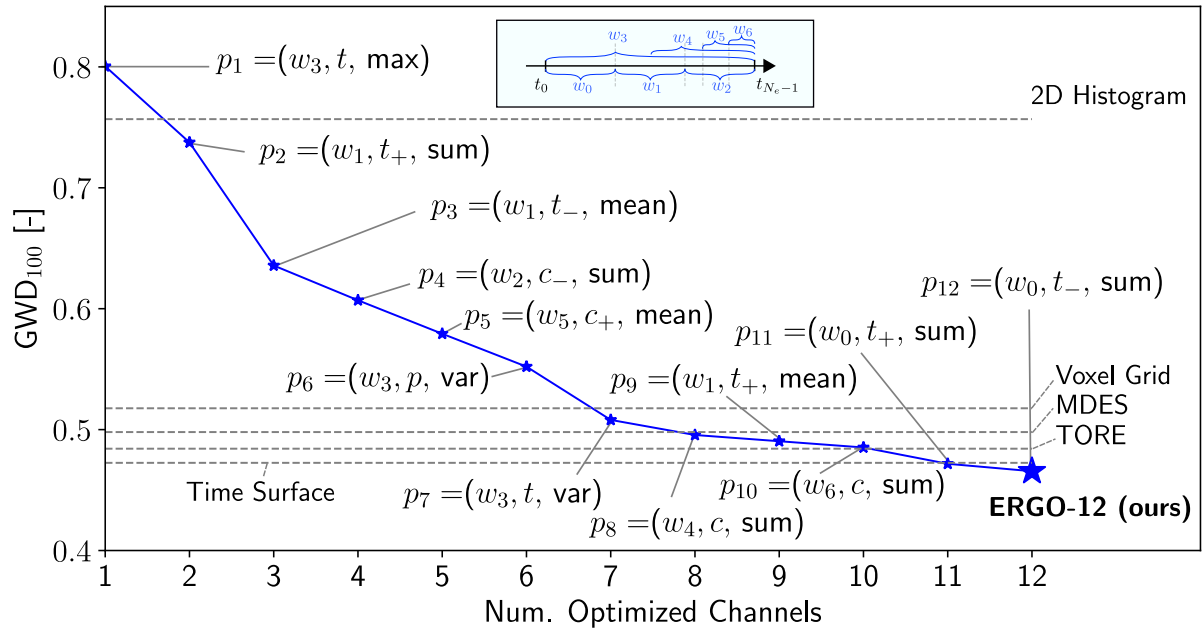 0.8
0.7
0.6
0.5
0.4
GWD₁₀₀ [-]
w₃
w₄
w₅
w₆
t₀
w₀
w₁
w₂
t_{Nₑ−1}
p₁ =(w₃, t, max)
2D Histogram
p₂ =(w₁, t₊, sum)
p₃ =(w₁, t₋, mean)
p₄ =(w₂, c₋, sum)
p₁₂ =(w₀, t₋, sum)
p₅ =(w₅, c₊, mean)
p₁₁ =(w₀, t₊, sum)
p₆ =(w₃, p, var)
p₉ =(w₁, t₊, mean)
Voxel Grid
MDES
TORE
Time Surface
p₇ =(w₃, t, var)
p₁₀ =(w₆, c, sum)
p₈ =(w₄, c, sum)
ERGO-12 (ours)
1 2 3 4 5 6 7 8 9 10 11 12
Num. Optimized Channels